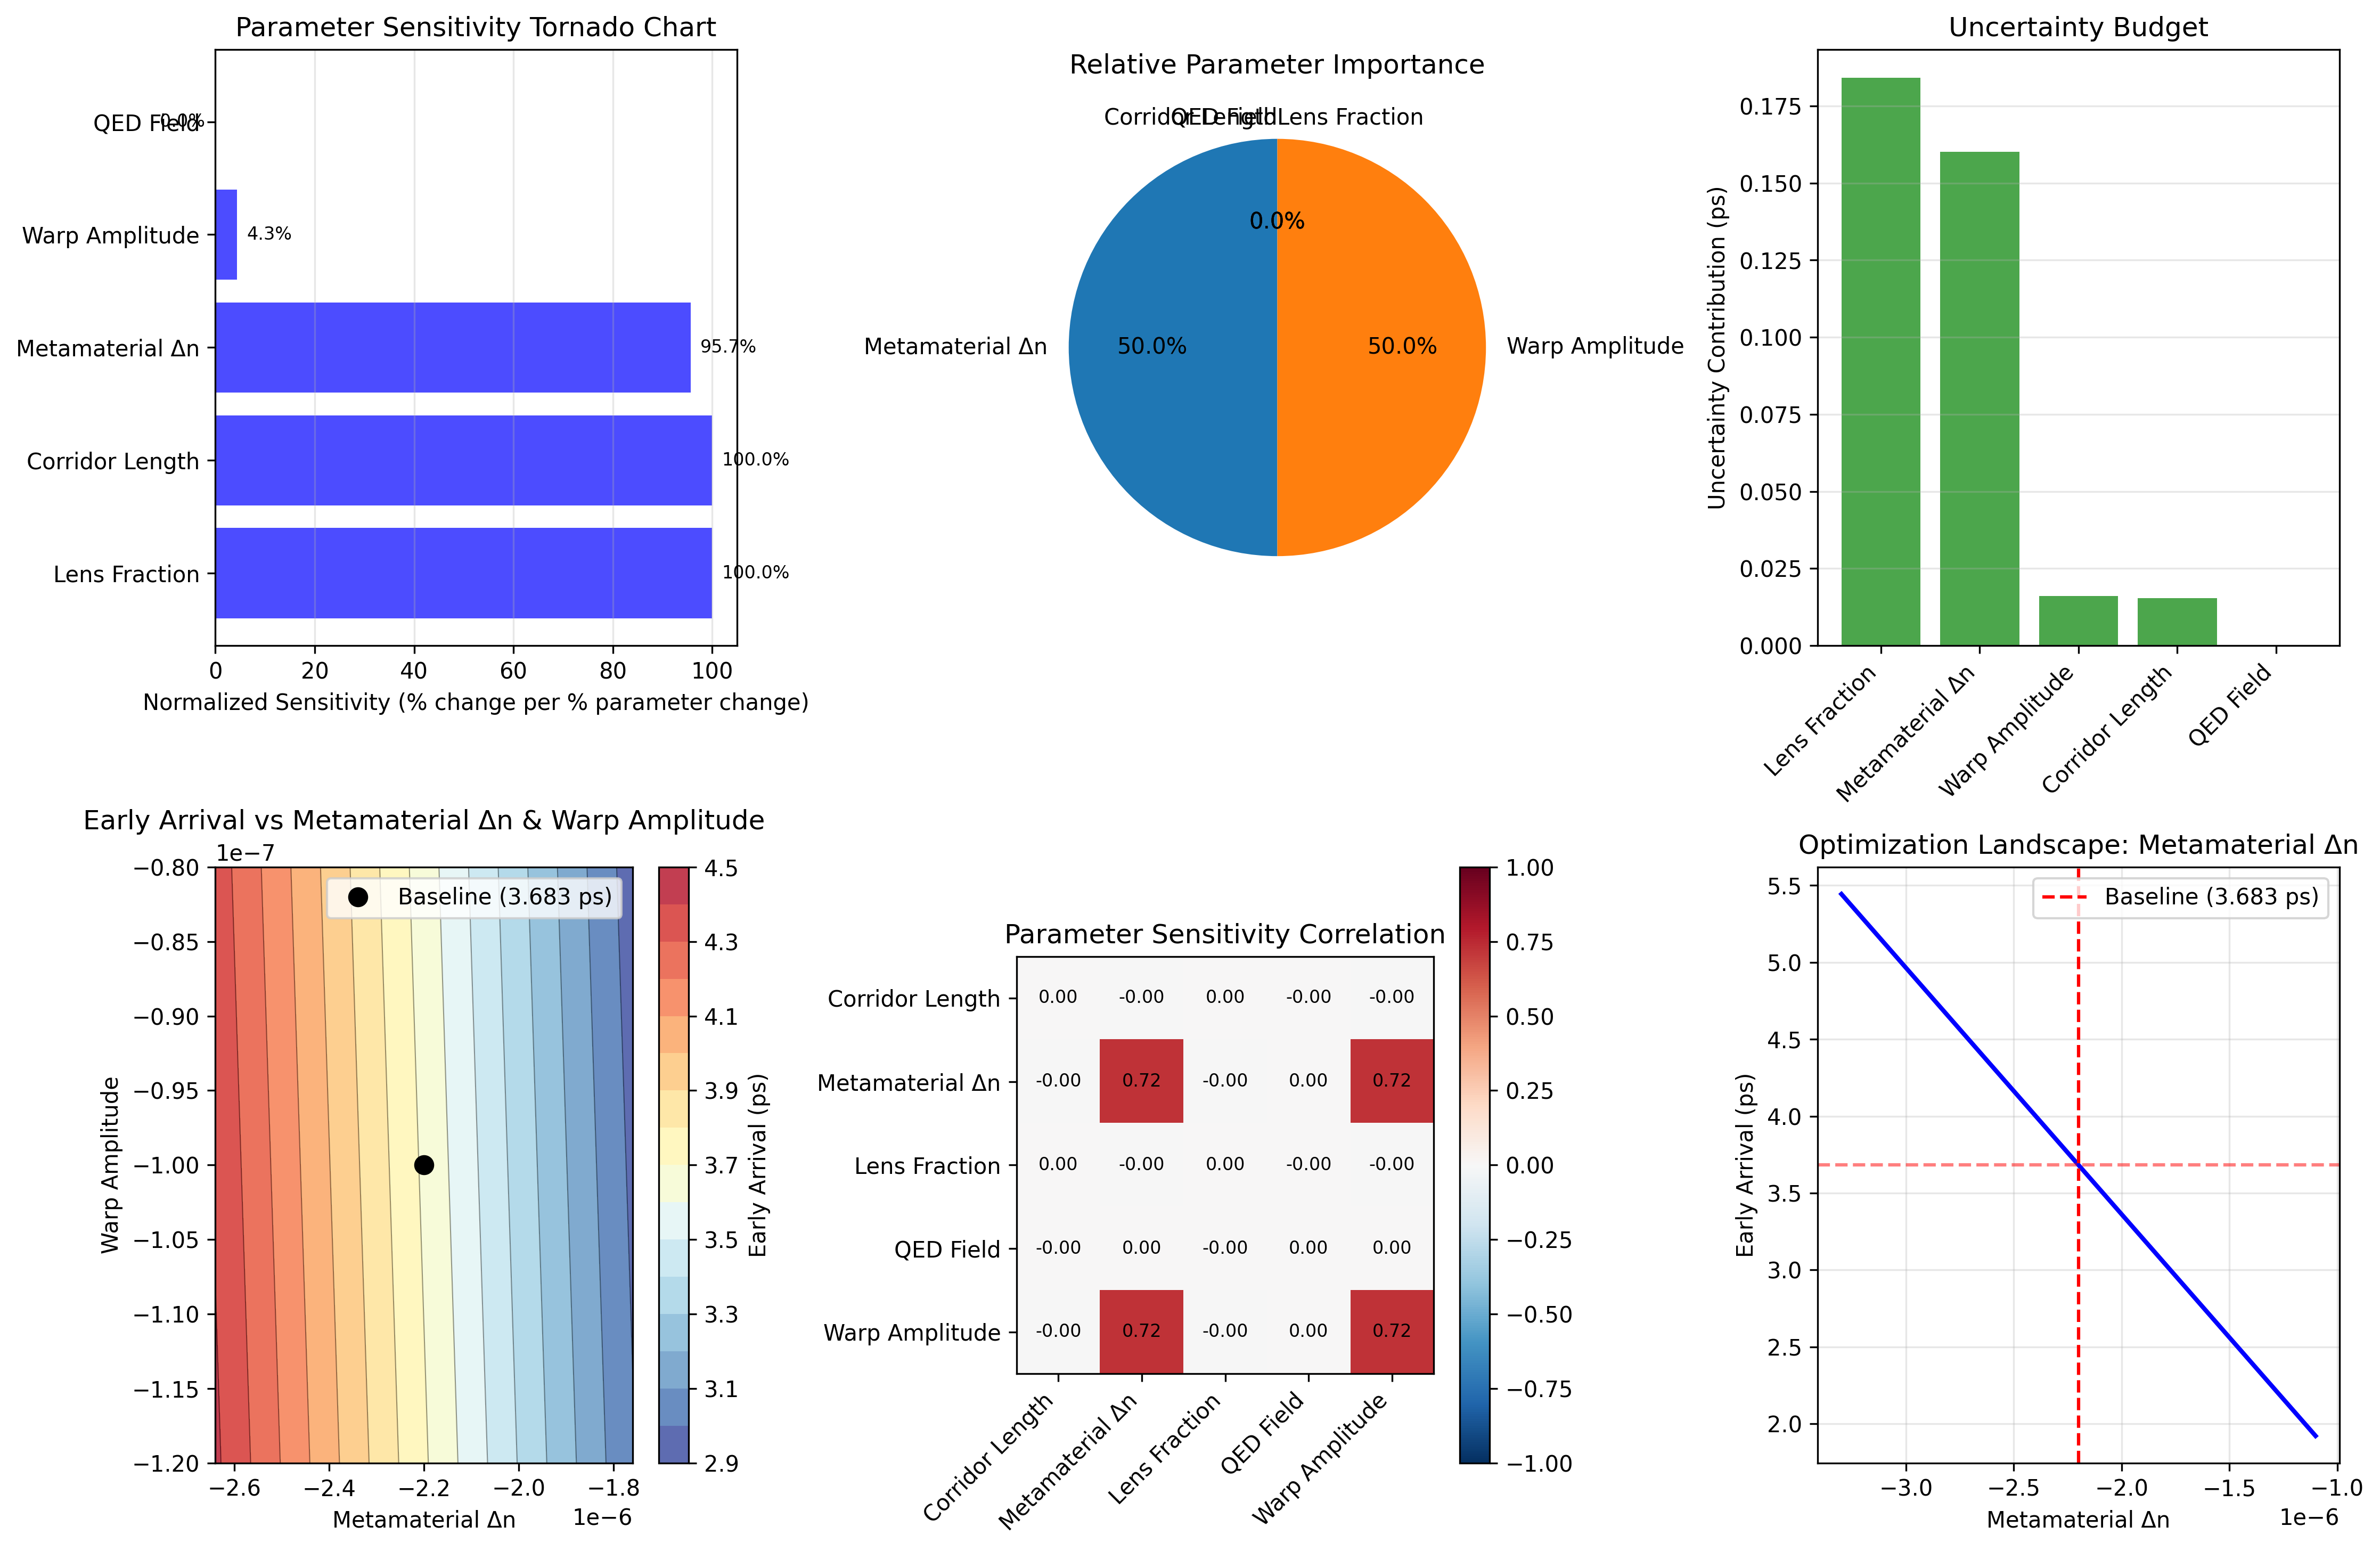 Parameter Sensitivity Tornado Chart
QED Field
0.0%
Warp Amplitude
4.3%
Metamaterial Δn
95.7%
Corridor Length
100.0%
Lens Fraction
100.0%
0 20 40 60 80 100
Normalized Sensitivity (% change per % parameter change)
Relative Parameter Importance
Corridor Length
QED Field
Lens Fraction
0.0%
Metamaterial Δn
50.0%
50.0%
Warp Amplitude
Uncertainty Budget
Uncertainty Contribution (ps)
0.175
0.150
0.125
0.100
0.075
0.050
0.025
0.000
Lens Fraction
Metamaterial Δn
Warp Amplitude
Corridor Length
QED Field
Early Arrival vs Metamaterial Δn & Warp Amplitude
1e−7
Baseline (3.683 ps)
Warp Amplitude
−0.80
−0.85
−0.90
−0.95
−1.00
−1.05
−1.10
−1.15
−1.20
−2.6 −2.4 −2.2 −2.0 −1.8
1e−6
Metamaterial Δn
4.5
4.3
4.1
3.9
3.7
3.5
3.3
3.1
2.9
Early Arrival (ps)
Parameter Sensitivity Correlation
Corridor Length 0.00 -0.00 0.00 -0.00 -0.00
Metamaterial Δn -0.00 0.72 -0.00 0.00 0.72
Lens Fraction 0.00 -0.00 0.00 -0.00 -0.00
QED Field -0.00 0.00 -0.00 0.00 0.00
Warp Amplitude -0.00 0.72 -0.00 0.00 0.72
Corridor Length
Metamaterial Δn
Lens Fraction
QED Field
Warp Amplitude
1.00
0.75
0.50
0.25
0.00
−0.25
−0.50
−0.75
−1.00
Optimization Landscape: Metamaterial Δn
Baseline (3.683 ps)
Early Arrival (ps)
5.5
5.0
4.5
4.0
3.5
3.0
2.5
2.0
−3.0 −2.5 −2.0 −1.5 −1.0
1e−6
Metamaterial Δn